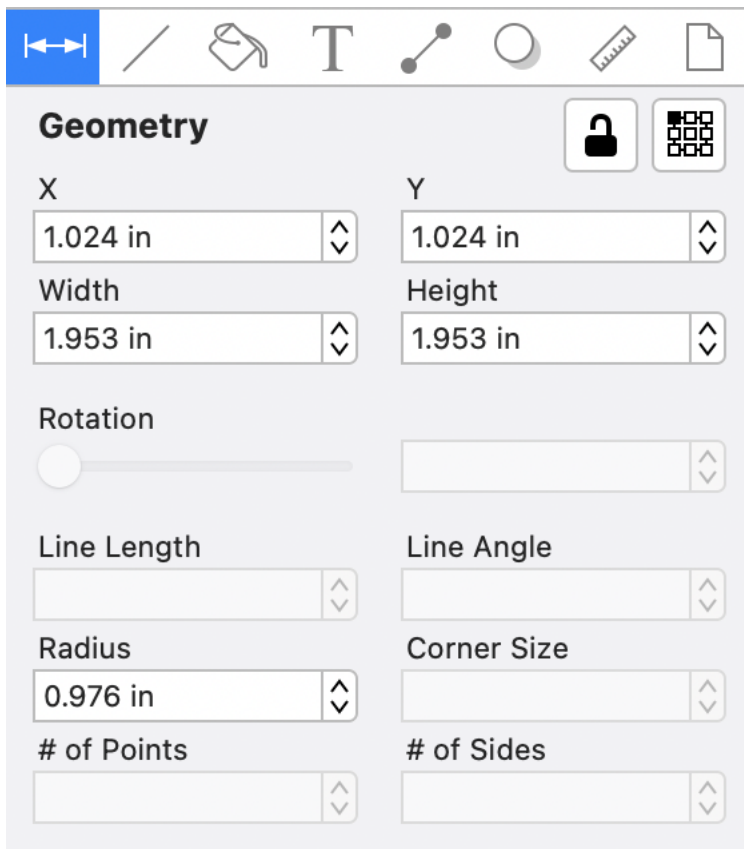 T
Geometry
X Y
1.024 in 1.024 in
Width Height
1.953 in 1.953 in
Rotation
Line Length Line Angle
Radius Corner Size
0.976 in
# of Points # of Sides